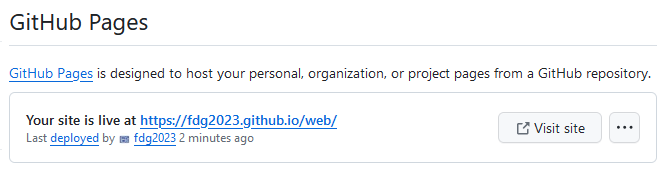 GitHub Pages
GitHub Pages is designed to host your personal, organization, or project pages from a GitHub repository.
Your site is live at https://fdg2023.github.io/web/
Last deployed by fdg2023 2 minutes ago
Visit site